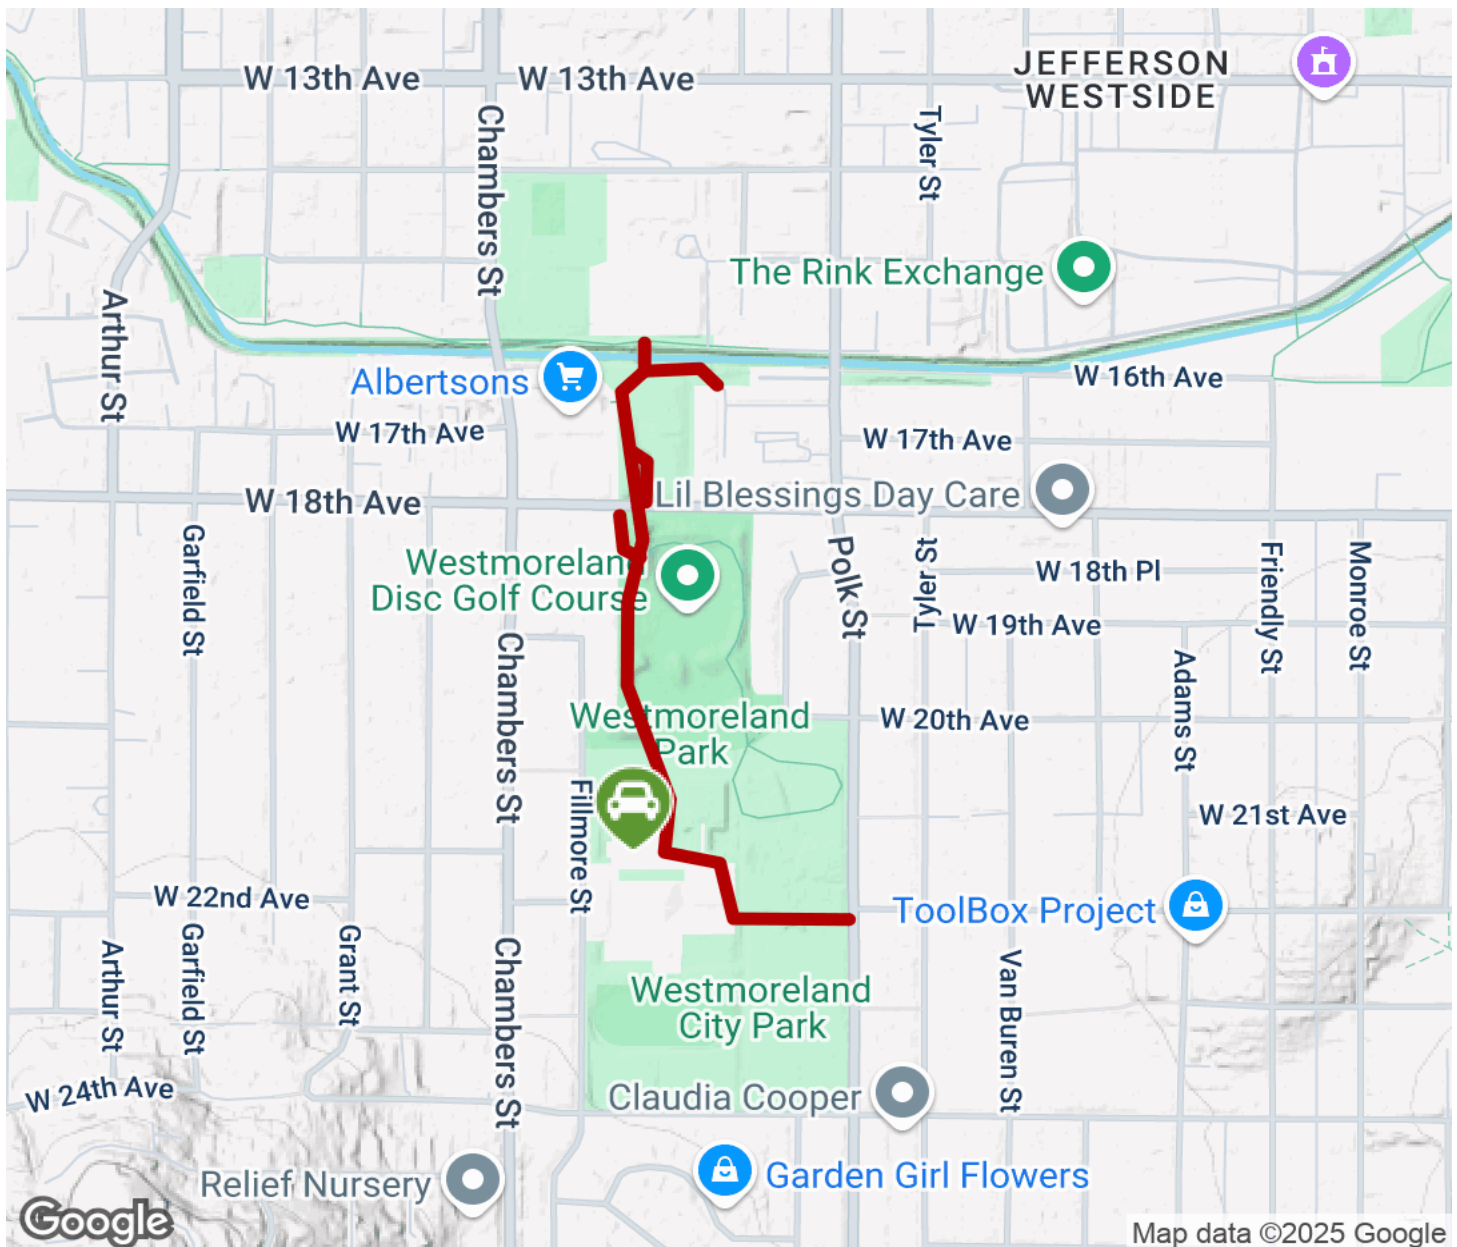 W 13th Ave
W 13th Ave
JEFFERSON
WESTSIDE
Chambers St
Tyler St
The Rink Exchange
Arthur St
Albertsons
W 16th Ave
W 17th Ave
W 17th Ave
W 18th Ave
Lil Blessings Day Care
Garfield St
Westmoreland
Disc Golf Course
Polk St
Tyler St
W 18th Pl
Friendly St
Monroe St
W 19th Ave
Chambers St
Adams St
Westmoreland
Park
W 20th Ave
Fillmore St
W 21st Ave
W 22nd Ave
ToolBox Project
Arthur St
Garfield St
Grant St
Chambers St
Westmoreland
City Park
Van Buren St
W 24th Ave
Claudia Cooper
Relief Nursery
Garden Girl Flowers
Google
Map data ©2025 Google